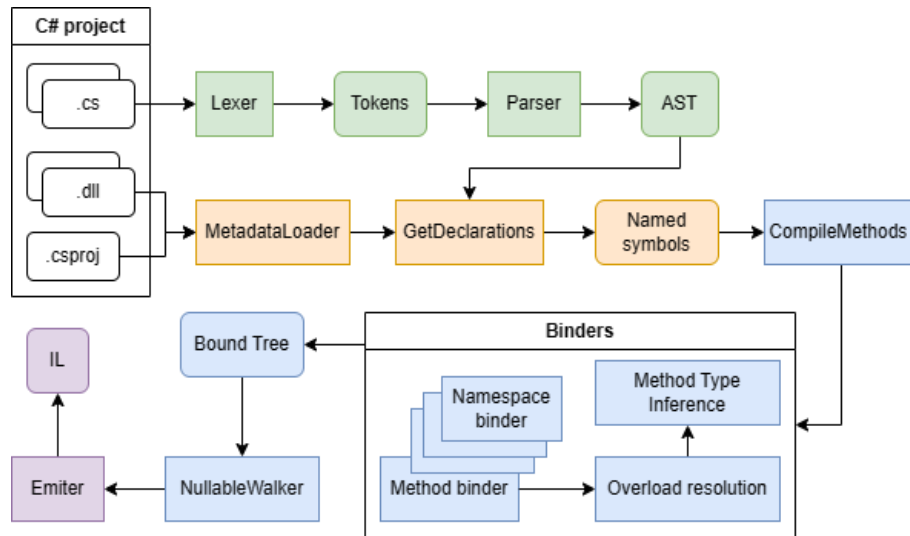 C# project
.cs
Lexer
Tokens
Parser
AST
.dll
.csproj
MetadataLoader
GetDeclarations
Named
symbols
CompileMethods
Binders
IL
Bound Tree
Namespace
binder
Method Type
Inference
Emiter
NullableWalker
Method binder
Overload resolution